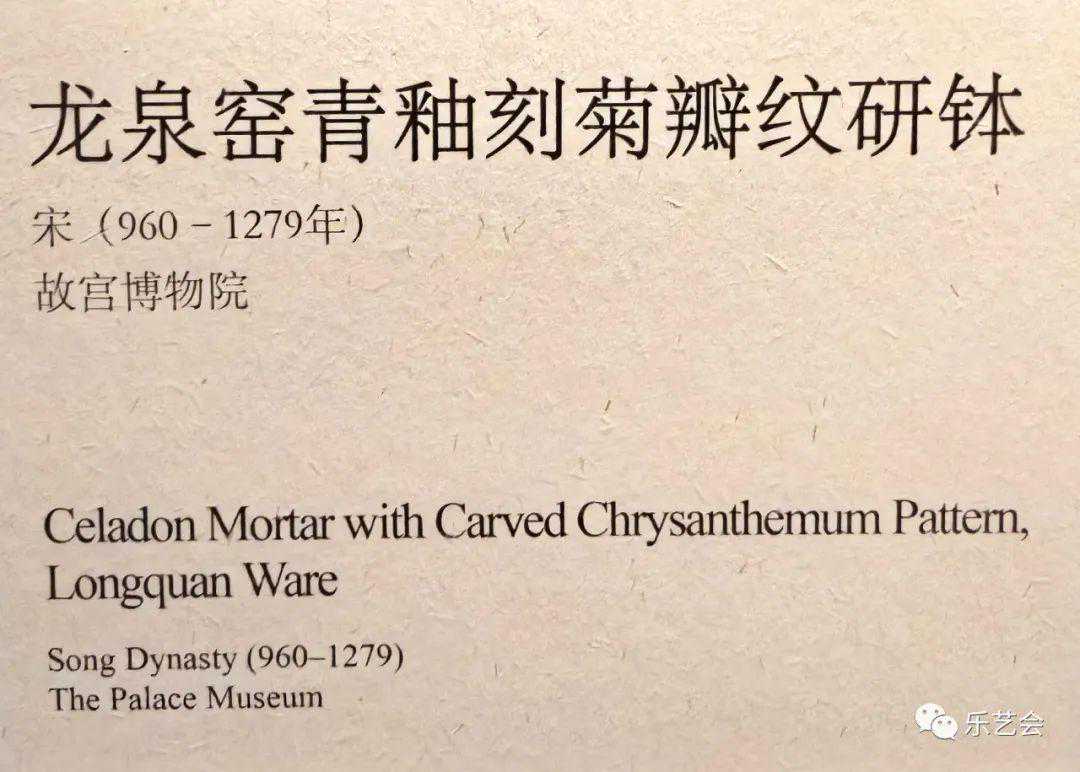 龙泉窑青釉刻菊瓣纹研钵
宋（960－1279年）
故宫博物院
Celadon Mortar with Carved Chrysanthemum Pattern,
Longquan Ware
Song Dynasty (960–1279)
The Palace Museum
乐艺会